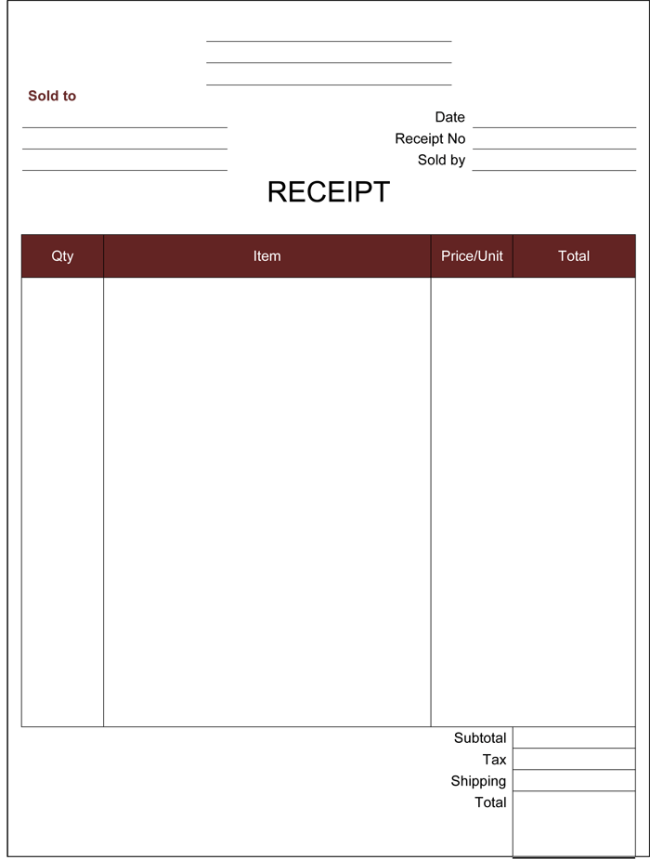 Sold to
Date
Receipt No
Sold by
RECEIPT
Qty Item Price/Unit Total
Subtotal
Tax
Shipping
Total